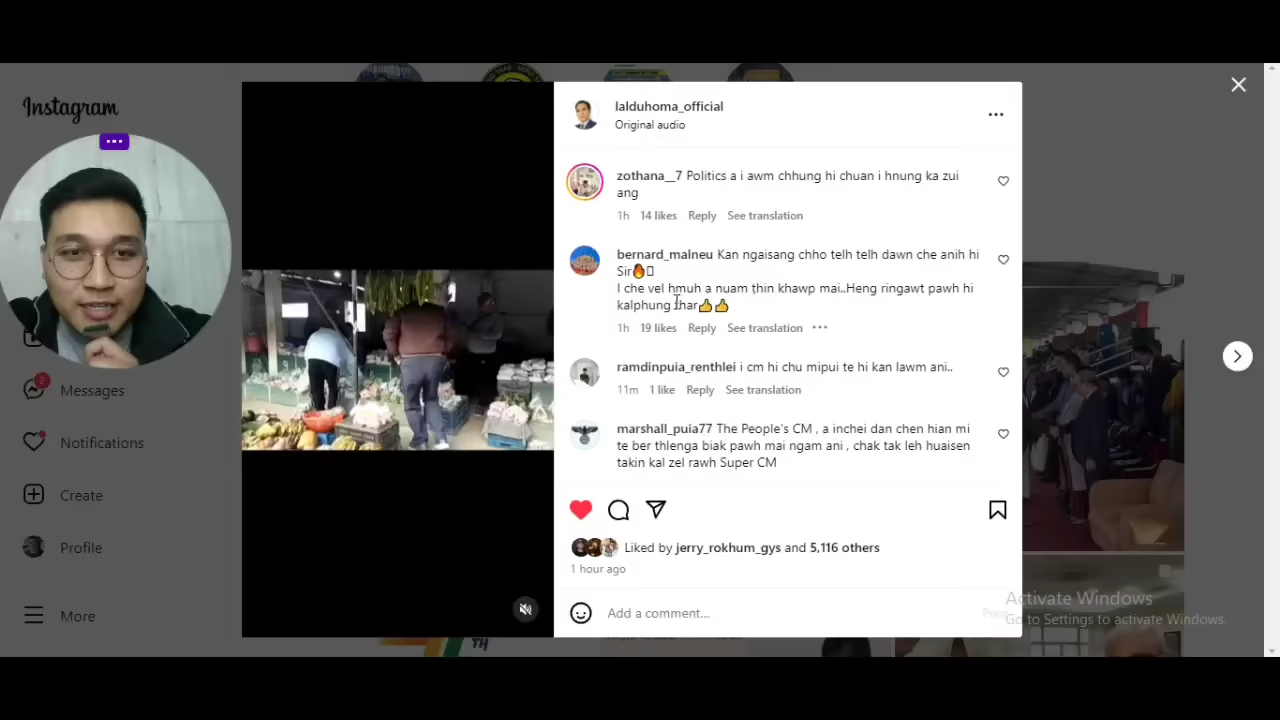 Instagram
lalduhoma_official
Original audio
zothana__7 Politics a i awm chhung hi chuan i hnung ka zui
ang
1h 14 likes Reply See translation
bernard_malneu Kan ngaisang chho telh telh dawn che anih hi
Sir🔥
I che vel hmuh a nuam ṭhin khawp mai..Heng ringawt pawh hi
kalphung thar👍👍
1h 19 likes Reply See translation
ramdinpuia_renthlei i cm hi chu mipui te hi kan lawm ani..
11m 1 like Reply See translation
marshall_puia77 The People's CM , a inchei dan chen hian mi
te ber thlenga biak pawh mai ngam ani , chak tak leh huaisen
takin kal zel rawh Super CM
2
Messages
Notifications
Create
Profile
More
Liked by jerry_rokhum_gys and 5,116 others
1 hour ago
Add a comment...
Activate Windows
Go to Settings to activate Windows.
TH